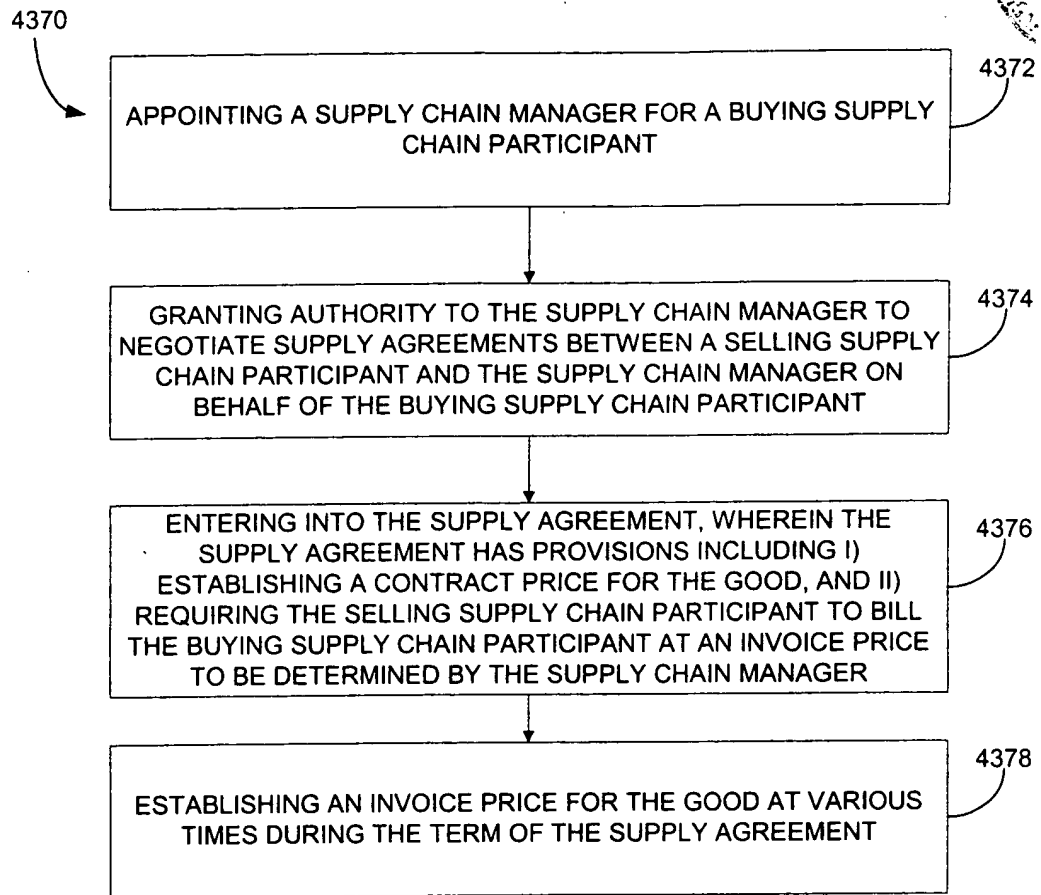 4370
4372
APPOINTING A SUPPLY CHAIN MANAGER FOR A BUYING SUPPLY
CHAIN PARTICIPANT
4374
GRANTING AUTHORITY TO THE SUPPLY CHAIN MANAGER TO
NEGOTIATE SUPPLY AGREEMENTS BETWEEN A SELLING SUPPLY
CHAIN PARTICIPANT AND THE SUPPLY CHAIN MANAGER ON
BEHALF OF THE BUYING SUPPLY CHAIN PARTICIPANT
4376
ENTERING INTO THE SUPPLY AGREEMENT, WHEREIN THE
SUPPLY AGREEMENT HAS PROVISIONS INCLUDING I)
ESTABLISHING A CONTRACT PRICE FOR THE GOOD, AND II)
REQUIRING THE SELLING SUPPLY CHAIN PARTICIPANT TO BILL
THE BUYING SUPPLY CHAIN PARTICIPANT AT AN INVOICE PRICE
TO BE DETERMINED BY THE SUPPLY CHAIN MANAGER
4378
ESTABLISHING AN INVOICE PRICE FOR THE GOOD AT VARIOUS
TIMES DURING THE TERM OF THE SUPPLY AGREEMENT